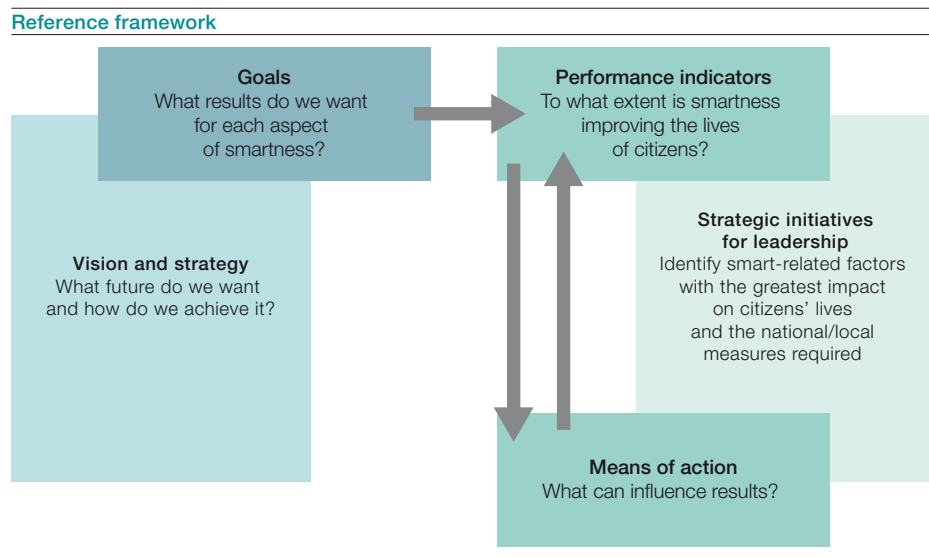 Reference framework
Goals
What results do we want
for each aspect
of smartness?
Performance indicators
To what extent is smartness
improving the lives
of citizens?
Vision and strategy
What future do we want
and how do we achieve it?
Strategic initiatives
for leadership
Identify smart-related factors
with the greatest impact
on citizens’ lives
and the national/local
measures required
Means of action
What can influence results?